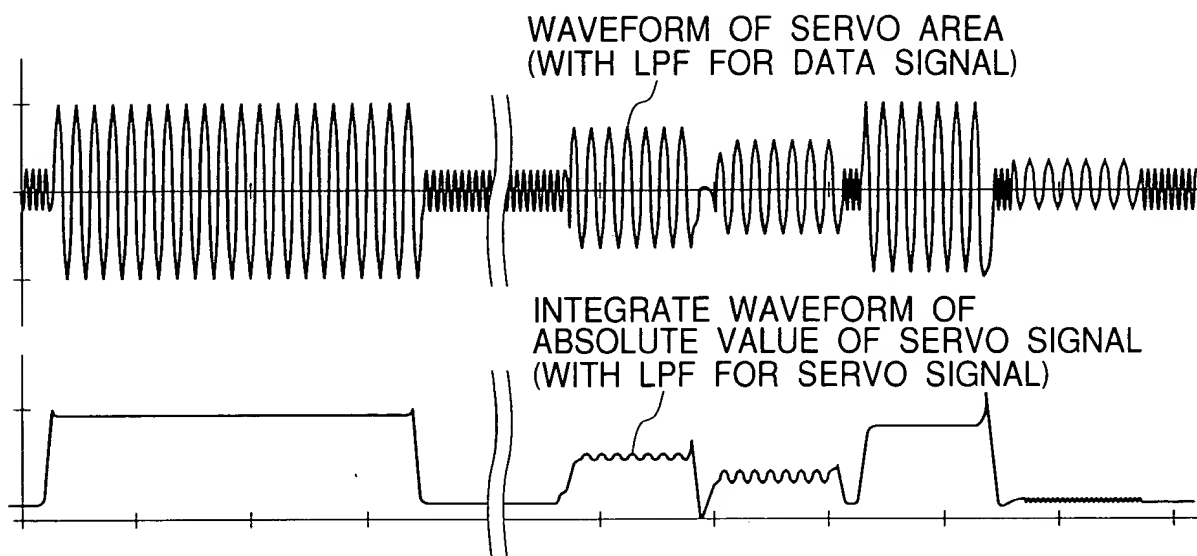 WAVEFORM OF SERVO AREA
(WITH LPF FOR DATA SIGNAL)
INTEGRATE WAVEFORM OF
ABSOLUTE VALUE OF SERVO SIGNAL
(WITH LPF FOR SERVO SIGNAL)